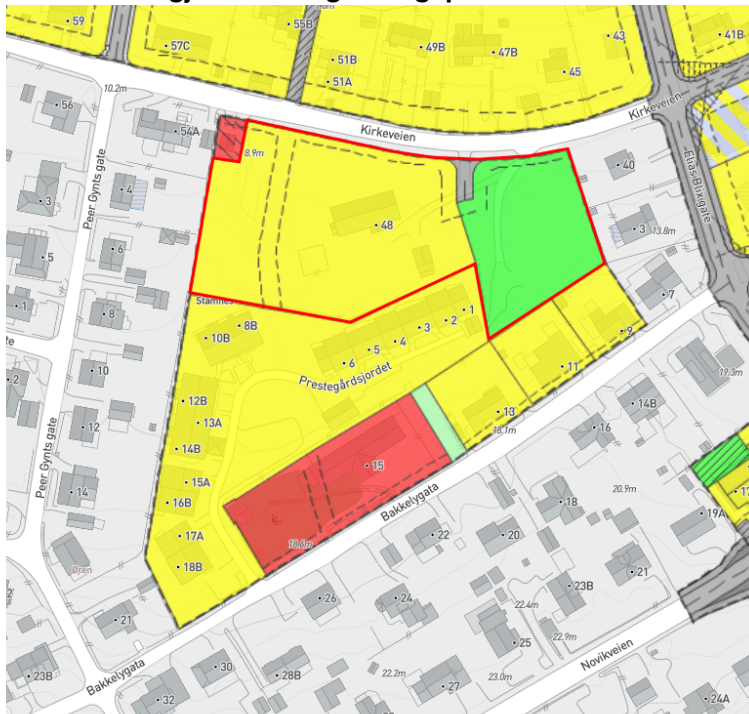 59
57C
55B
51B
51A
49B
47B
43
45
41B
10.2m
Kirkeveien
Kirkeveien
56
54A
8.9m
40
Elias Blix gate
Peer Gynts gate
4
3
48
3
13.8m
6
5
1
8
Stamnes
8B
10B
1
2
3
4
5
6
7
9
Prestegårdsjordet
10
2
11
12B
13A
12
13
14B
18.1m
16
14B
19.3m
15
15A
16B
14
Peer Gynts gate
Bakkelygata
20.9m
18
17
19A
17A
18B
18.6m
22
20
Øren
21
26
24
22.4m
23B
21
22.9m
25
Novikveien
23B
Bakkelygata
30
28B
22.2m
27
23.0m
32
24A